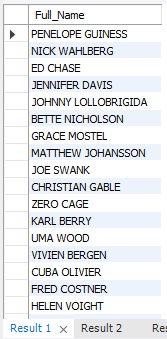 Full_Name
PENELOPE GUINESS
NICK WAHLBERG
ED CHASE
JENNIFER DAVIS
JOHNNY LOLLOBRIGIDA
BETTE NICHOLSON
GRACE MOSTEL
MATTHEW JOHANSSON
JOE SWANK
CHRISTIAN GABLE
ZERO CAGE
KARL BERRY
UMA WOOD
VIVIEN BERGEN
CUBA OLIVIER
FRED COSTNER
HELEN VOIGHT
Result 1 × Result 2